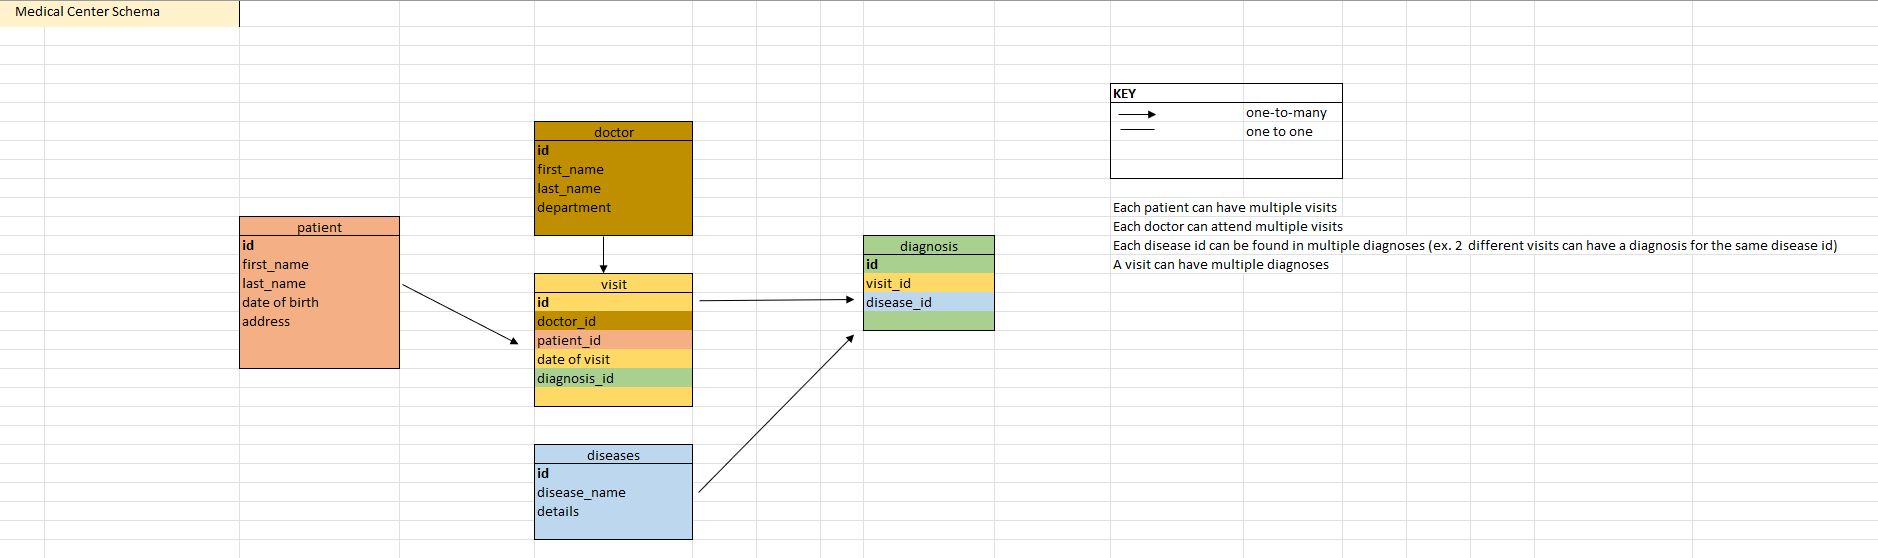 Medical Center Schema
KEY
one-to-many
one to one
doctor
id
first_name
last_name
department
patient
id
first_name
last_name
date of birth
address
visit
id
doctor_id
patient_id
date of visit
diagnosis_id
diagnosis
id
visit_id
disease_id
diseases
id
disease_name
details
Each patient can have multiple visits
Each doctor can attend multiple visits
Each disease id can be found in multiple diagnoses (ex. 2 different visits can have a diagnosis for the same disease id)
A visit can have multiple diagnoses